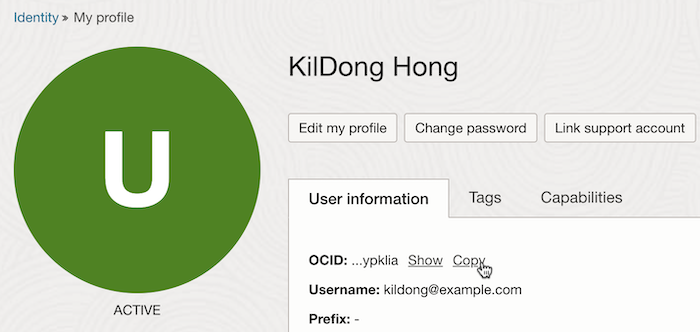 Identity » My profile
U
ACTIVE
KilDong Hong
Edit my profile Change password Link support account
User information Tags Capabilities
OCID: ...ypklia Show Copy
Username: kildong@example.com
Prefix: -